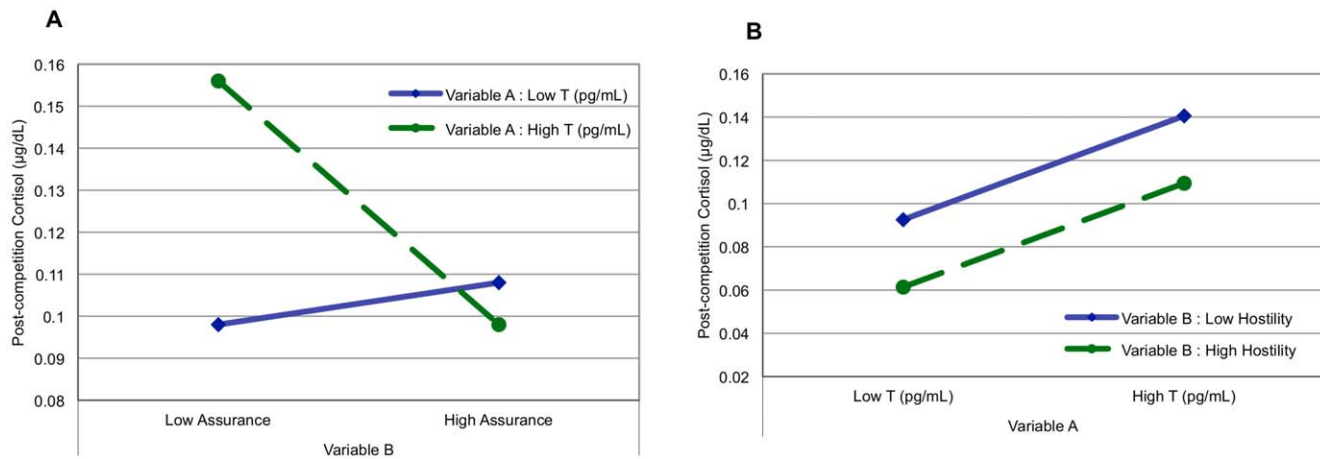 A
Post-competition Cortisol (µg/dL)
0.16
0.15
0.14
0.13
0.12
0.11
0.1
0.09
0.08
Variable A : Low T (pg/mL)
Variable A : High T (pg/mL)
Low Assurance
High Assurance
Variable B
B
Post-competition Cortisol (µg/dL)
0.16
0.14
0.12
0.1
0.08
0.06
0.04
0.02
Variable B : Low Hostility
Variable B : High Hostility
Low T (pg/mL)
High T (pg/mL)
Variable A